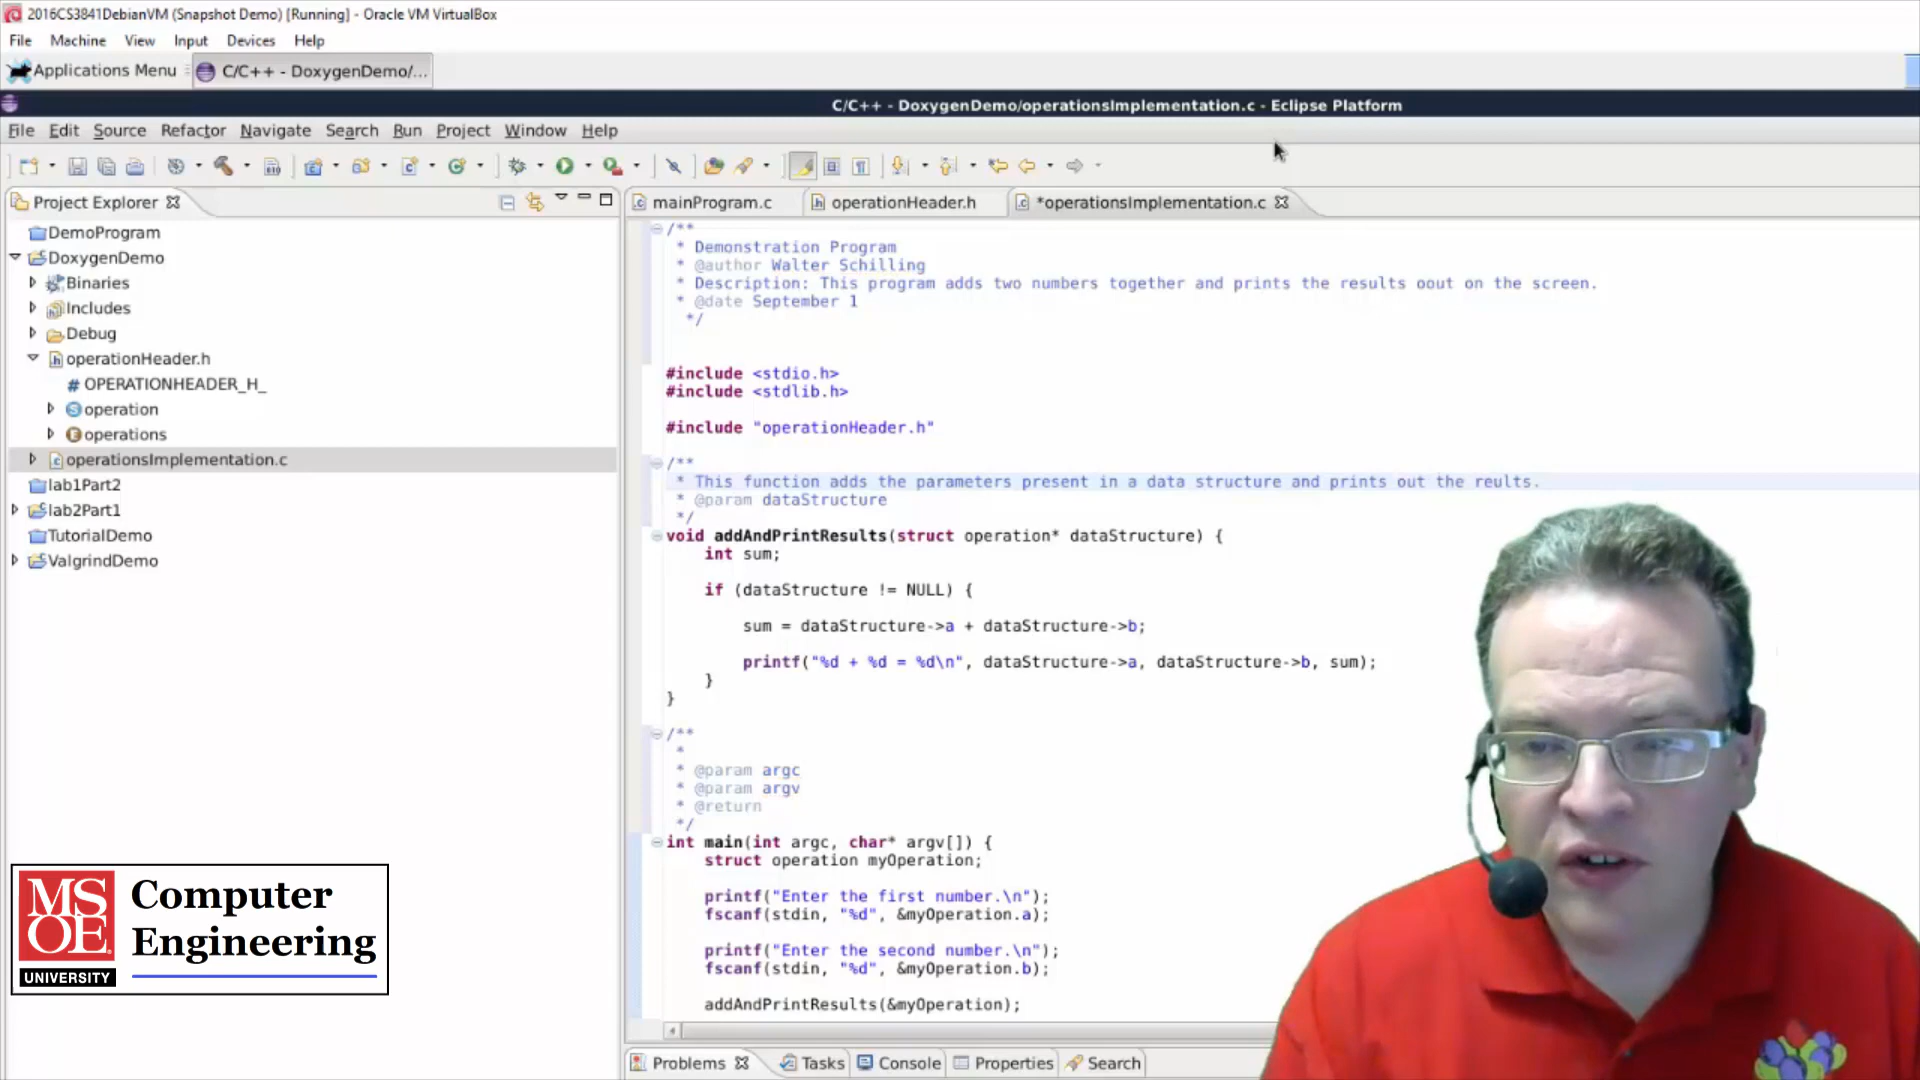 2016CS3841DebianVM (Snapshot Demo) [Running] - Oracle VM VirtualBox
File Machine View Input Devices Help
Applications Menu C/C++ - DoxygenDemo/...
C/C++ - DoxygenDemo/operationsImplementation.c - Eclipse Platform
File Edit Source Refactor Navigate Search Run Project Window Help
Project Explorer
DemoProgram
DoxygenDemo
Binaries
Includes
Debug
operationHeader.h
# OPERATIONHEADER_H_
operation
operations
operationsImplementation.c
lab1Part2
lab2Part1
TutorialDemo
ValgrindDemo
MS
OE
UNIVERSITY
Computer
Engineering
mainProgram.c operationHeader.h *operationsImplementation.c
/**
* Demonstration Program
* @author Walter Schilling
* Description: This program adds two numbers together and prints the results oout on the screen.
* @date September 1
*/
#include <stdio.h>
#include <stdlib.h>
#include "operationHeader.h"
/**
* This function adds the parameters present in a data structure and prints out the reults.
* @param dataStructure
*/
void addAndPrintResults(struct operation* dataStructure) {
int sum;
if (dataStructure != NULL) {
sum = dataStructure->a + dataStructure->b;
printf("%d + %d = %d\n", dataStructure->a, dataStructure->b, sum);
}
}
/**
*
* @param argc
* @param argv
* @return
*/
int main(int argc, char* argv[]) {
struct operation myOperation;
printf("Enter the first number.\n");
fscanf(stdin, "%d", &myOperation.a);
printf("Enter the second number.\n");
fscanf(stdin, "%d", &myOperation.b);
addAndPrintResults(&myOperation);
Problems Tasks Console Properties Search